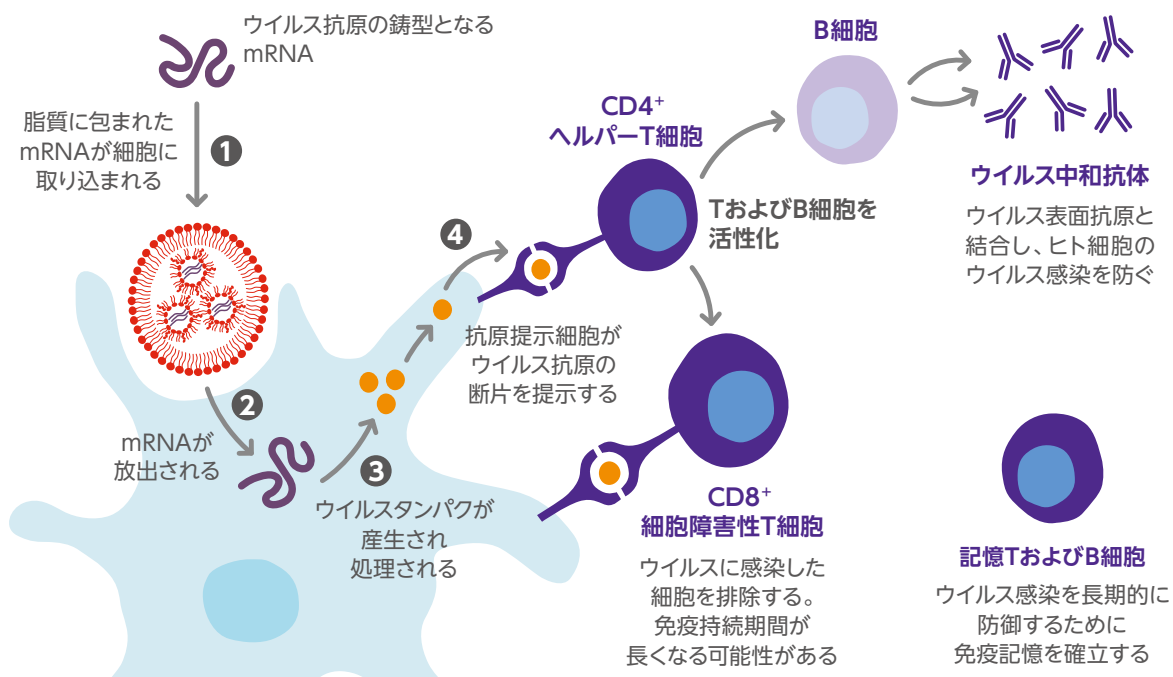 ウイルス抗原の鋳型となる
mRNA
脂質に包まれた
mRNAが細胞に
取り込まれる
1
2
mRNAが
放出される
3
ウイルスタンパクが
産生され
処理される
4
抗原提示細胞が
ウイルス抗原の
断片を提示する
CD4+
ヘルパーT細胞
TおよびB細胞を
活性化
B細胞
ウイルス中和抗体
ウイルス表面抗原と
結合し、ヒト細胞の
ウイルス感染を防ぐ
CD8+
細胞障害性T細胞
ウイルスに感染した
細胞を排除する。
免疫持続期間が
長くなる可能性がある
記憶TおよびB細胞
ウイルス感染を長期的に
防御するために
免疫記憶を確立する